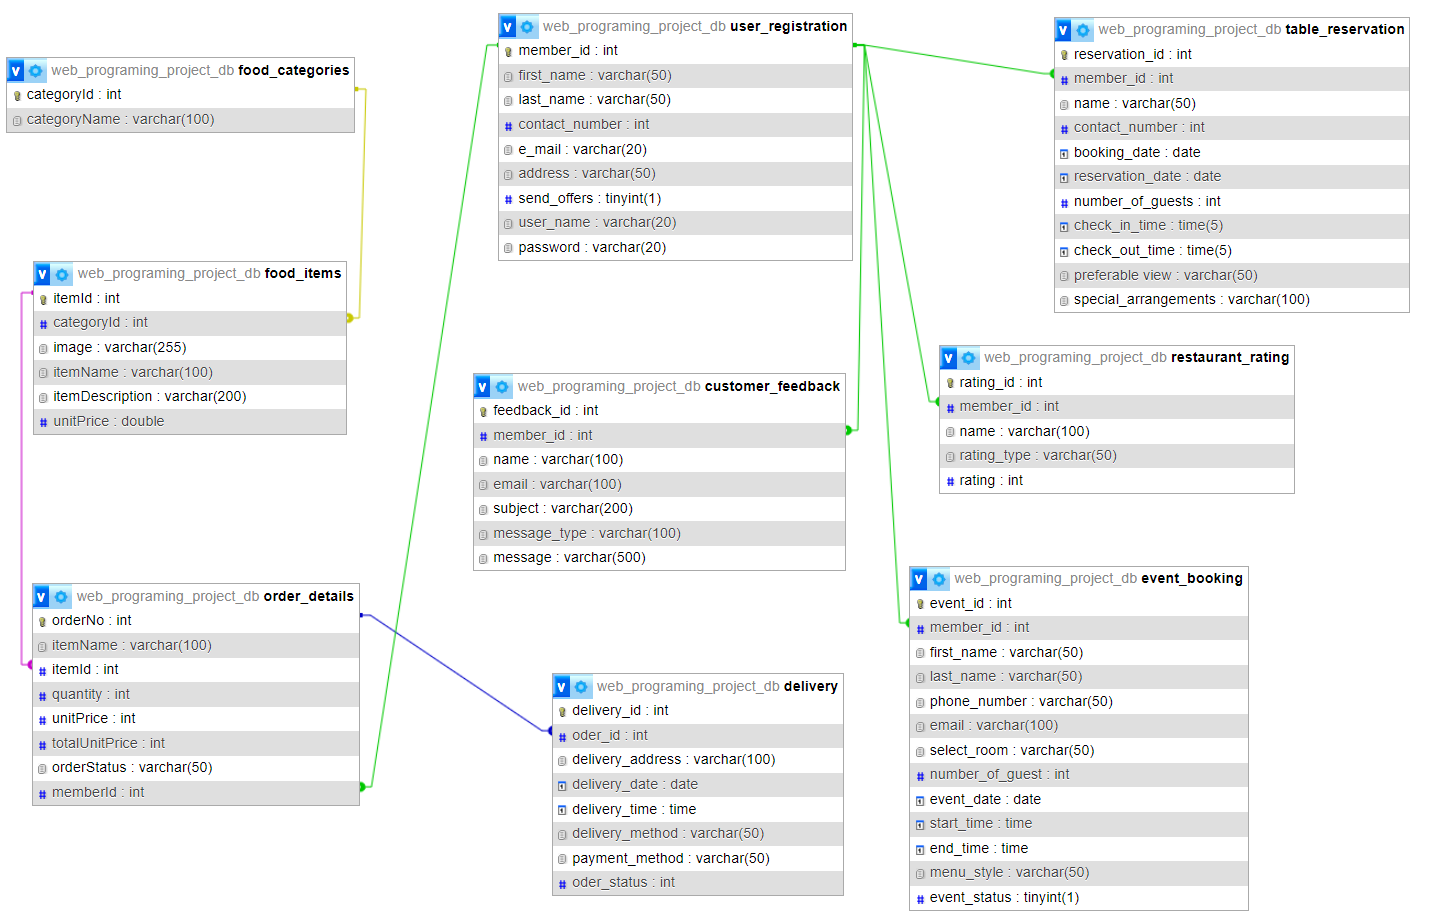 v web_programing_project_db food_categories
categoryId : int
categoryName : varchar(100)
v web_programing_project_db food_items
itemId : int
categoryId : int
image : varchar(255)
itemName : varchar(100)
itemDescription : varchar(200)
unitPrice : double
v web_programing_project_db order_details
orderNo : int
itemName : varchar(100)
itemId : int
quantity : int
unitPrice : int
totalUnitPrice : int
orderStatus : varchar(50)
memberId : int
v web_programing_project_db user_registration
member_id : int
first_name : varchar(50)
last_name : varchar(50)
contact_number : int
e_mail : varchar(20)
address : varchar(50)
send_offers : tinyint(1)
user_name : varchar(20)
password : varchar(20)
v web_programing_project_db customer_feedback
feedback_id : int
member_id : int
name : varchar(100)
email : varchar(100)
subject : varchar(200)
message_type : varchar(100)
message : varchar(500)
v web_programing_project_db delivery
delivery_id : int
oder_id : int
delivery_address : varchar(100)
delivery_date : date
delivery_time : time
delivery_method : varchar(50)
payment_method : varchar(50)
oder_status : int
v web_programing_project_db table_reservation
reservation_id : int
member_id : int
name : varchar(50)
contact_number : int
booking_date : date
reservation_date : date
number_of_guests : int
check_in_time : time(5)
check_out_time : time(5)
preferable view : varchar(50)
special_arrangements : varchar(100)
v web_programing_project_db restaurant_rating
rating_id : int
member_id : int
name : varchar(100)
rating_type : varchar(50)
rating : int
v web_programing_project_db event_booking
event_id : int
member_id : int
first_name : varchar(50)
last_name : varchar(50)
phone_number : varchar(50)
email : varchar(100)
select_room : varchar(50)
number_of_guest : int
event_date : date
start_time : time
end_time : time
menu_style : varchar(50)
event_status : tinyint(1)